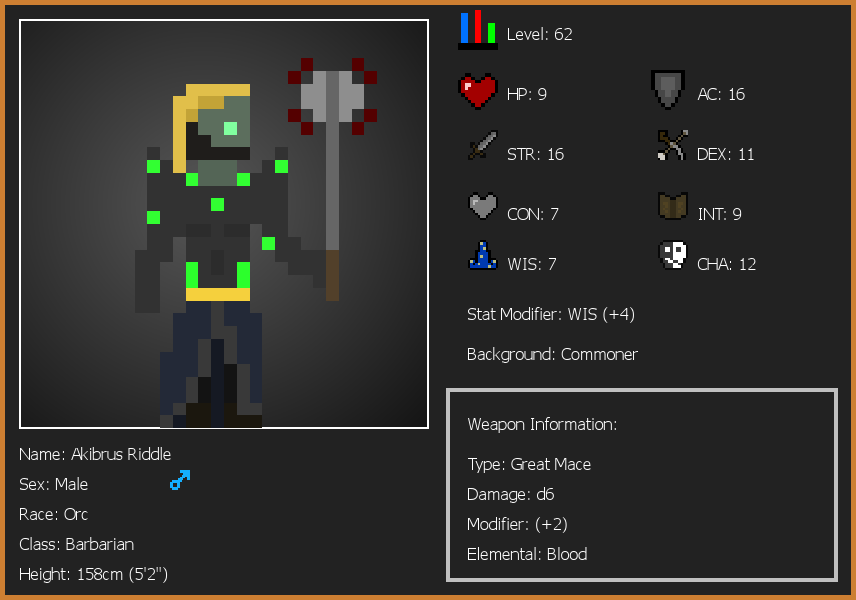 Level: 62
HP: 9
AC: 16
STR: 16
DEX: 11
CON: 7
INT: 9
WIS: 7
CHA: 12
Stat Modifier: WIS (+4)
Background: Commoner
Weapon Information:
Type: Great Mace
Damage: d6
Modifier: (+2)
Elemental: Blood
Name: Akibrus Riddle
Sex: Male
Race: Orc
Class: Barbarian
Height: 158cm (5'2")